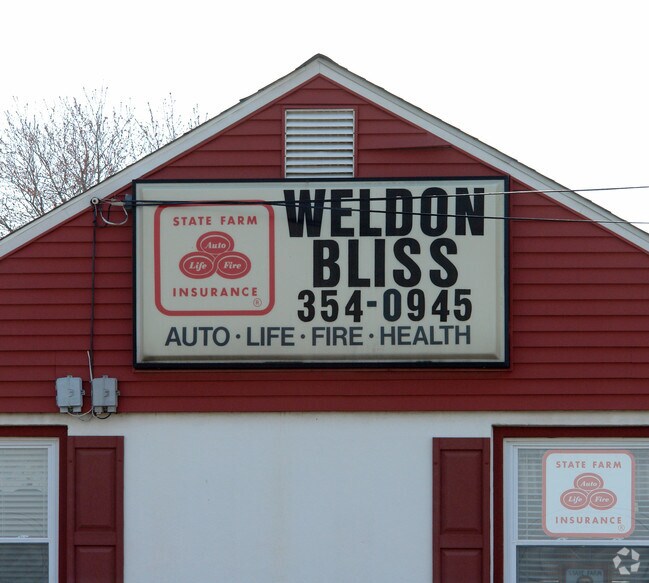 STATE FARM
Auto
Life Fire
INSURANCE ®
WELDON
BLISS
354-0945
AUTO · LIFE · FIRE · HEALTH
STATE FARM
Auto
Life Fire
INSURANCE ®